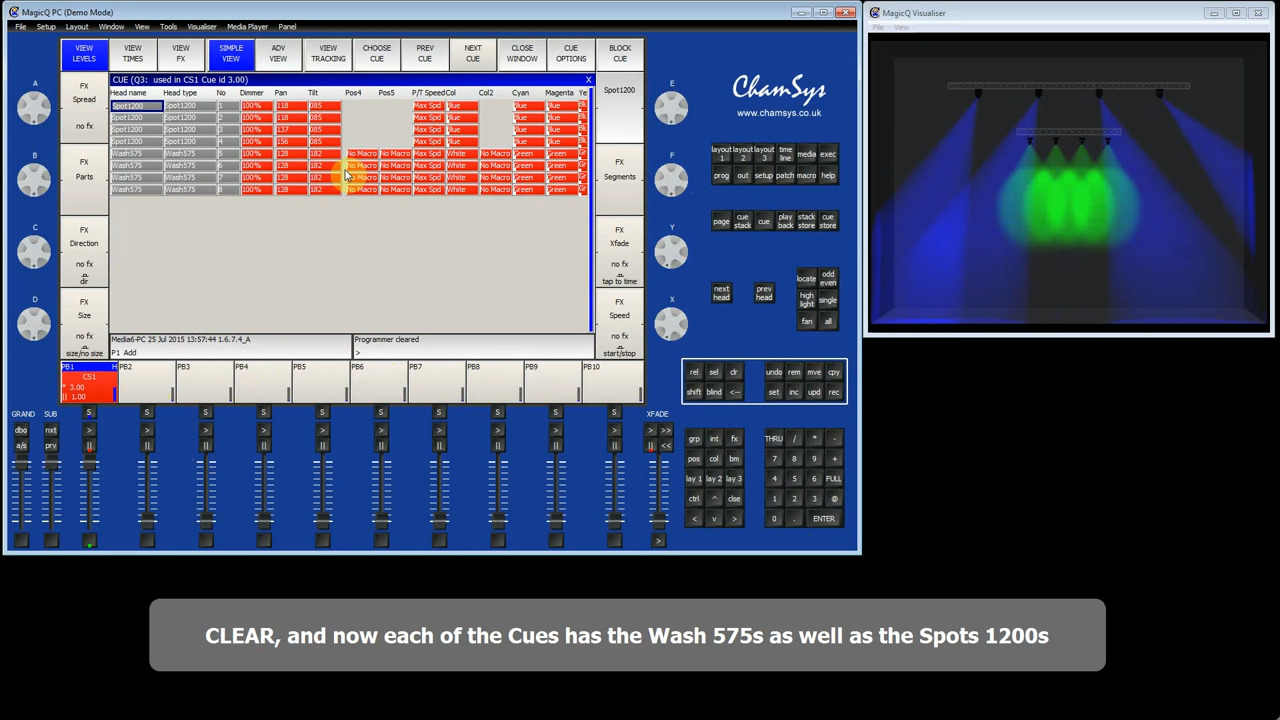 MagicQ PC (Demo Mode)
File Setup Layout Window View Tools Visualiser Media Player Panel
VIEW LEVELS
VIEW TIMES
VIEW FX
SIMPLE VIEW
ADV VIEW
VIEW TRACKING
CHOOSE CUE
PREV CUE
NEXT CUE
CLOSE WINDOW
CUE OPTIONS
BLOCK CUE
A
B
C
D
FX
Spread
no fx
FX
Parts
FX
Direction
no fx
dir
FX
Size
no fx
size/no size
CUE (Q3: used in CS1 Cue id 3.00) X
Head name Head type No Dimmer Pan Tilt Pos4 Pos5 P/T Speed Col Col2 Cyan Magenta Ye
Spot1200 Spot1200 1 100% 118 085 Max Spd Blue Blue Blue
Spot1200 Spot1200 2 100% 118 085 Max Spd Blue Blue Blue
Spot1200 Spot1200 3 100% 137 085 Max Spd Blue Blue Blue
Spot1200 Spot1200 4 100% 156 085 Max Spd Blue Blue Blue
Wash575 Wash575 5 100% 128 182 No Macro No Macro Max Spd White No Macro Green Green Gr
Wash575 Wash575 6 100% 128 182 No Macro No Macro Max Spd White No Macro Green Green Gr
Wash575 Wash575 7 100% 128 182 No Macro No Macro Max Spd White No Macro Green Green Gr
Wash575 Wash575 8 100% 128 182 No Macro No Macro Max Spd White No Macro Green Green Gr
Media6-PC 25 Jul 2015 13:57:44 1.6.7.4_A
Programmer cleared
P1 Add
>
Spot1200
FX
Segments
FX
Xfade
no fx
tap to time
FX
Speed
no fx
start/stop
E
F
Y
X
ChamSys
www.chamsys.co.uk
layout 1 layout 2 layout 3 time line media exec
prog out setup patch macro help
page cue stack cue play back stack store cue store
next head
prev head
locate odd even
high light single
fan all
rel sel clr undo rem mve cpy
shift blind <-- set inc upd rec
PB1 H
CS1
* 3.00
|| 1.00
PB2 PB3 PB4 PB5 PB6 PB7 PB8 PB9 PB10
GRAND SUB S S S S S S S S S S XFADE
dbo nxt > > > > > > > > > > > >>
a/s prv || || || || || || || || || || || <<
>
grp int fx THRU / * -
pos col bm 7 8 9 +
lay 1 lay 2 lay 3 4 5 6 FULL
ctrl ^ clse 1 2 3 @
< v > 0 . ENTER
MagicQ Visualiser
File View
CLEAR, and now each of the Cues has the Wash 575s as well as the Spots 1200s